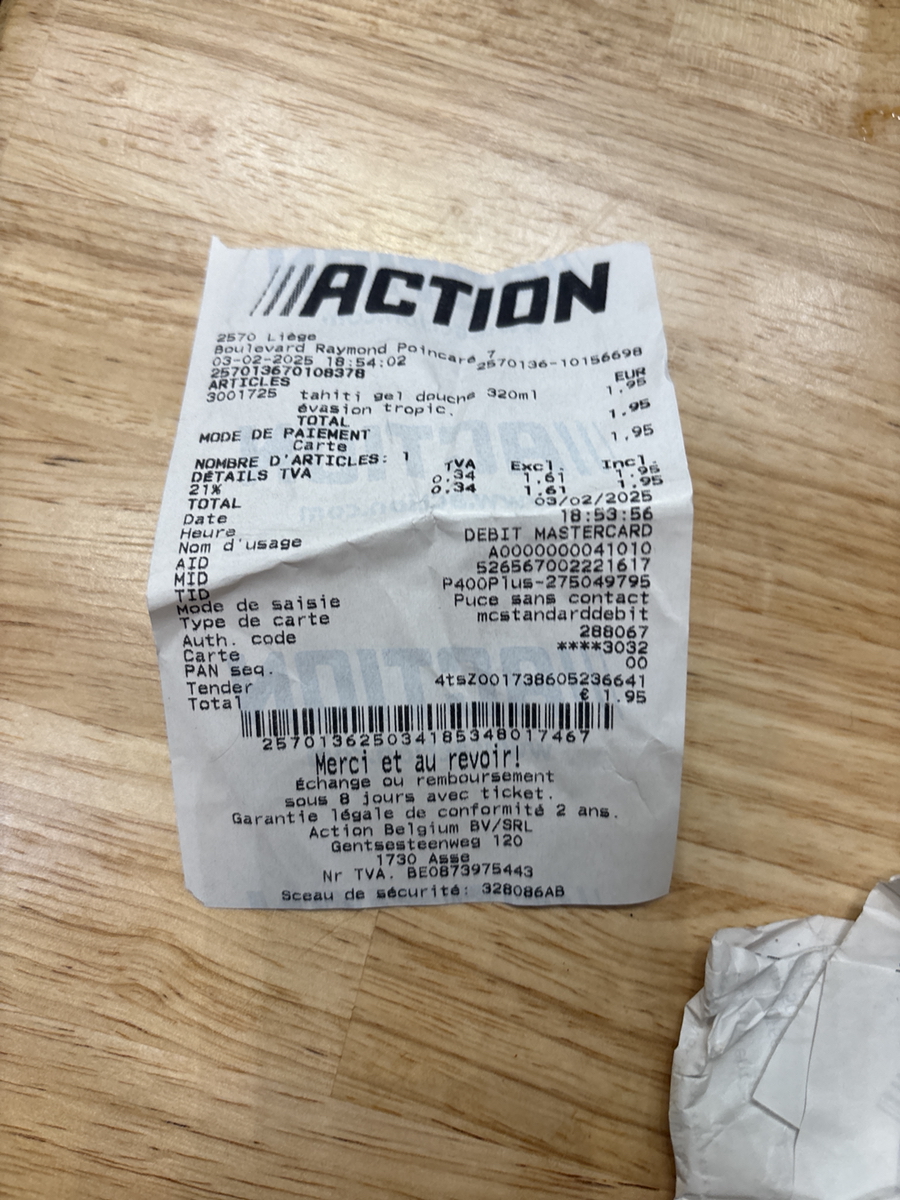 ACTION
2570 Liège
Boulevard Raymond Poincaré 7
03-02-2025 18:54:02 2570136-10156698
257013670108378
ARTICLES EUR
3001725 tahiti gel douche 320ml 1.95
évasion tropic.
TOTAL 1.95
MODE DE PAIEMENT
Carte 1.95
NOMBRE D'ARTICLES: 1
DÉTAILS TVA TVA Excl. Incl.
21% 0.34 1.61 1.95
TOTAL 0.34 1.61 1.95
Date 03/02/2025
Heure 18:53:56
Nom d'usage DEBIT MASTERCARD
AID A0000000041010
MID 526567002221617
TID P400Plus-275049795
Mode de saisie Puce sans contact
Type de carte mcstandarddebit
Auth. code 288067
Carte ****3032
PAN seq. 00
Tender 4tsZ001738605236641
Total € 1.95
257013625034185348017467
Merci et au revoir!
Échange ou remboursement
sous 8 jours avec ticket.
Garantie légale de conformité 2 ans.
Action Belgium BV/SRL
Gentsesteenweg 120
1730 Asse
Nr TVA. BE0873975443
Sceau de sécurité: 328086AB